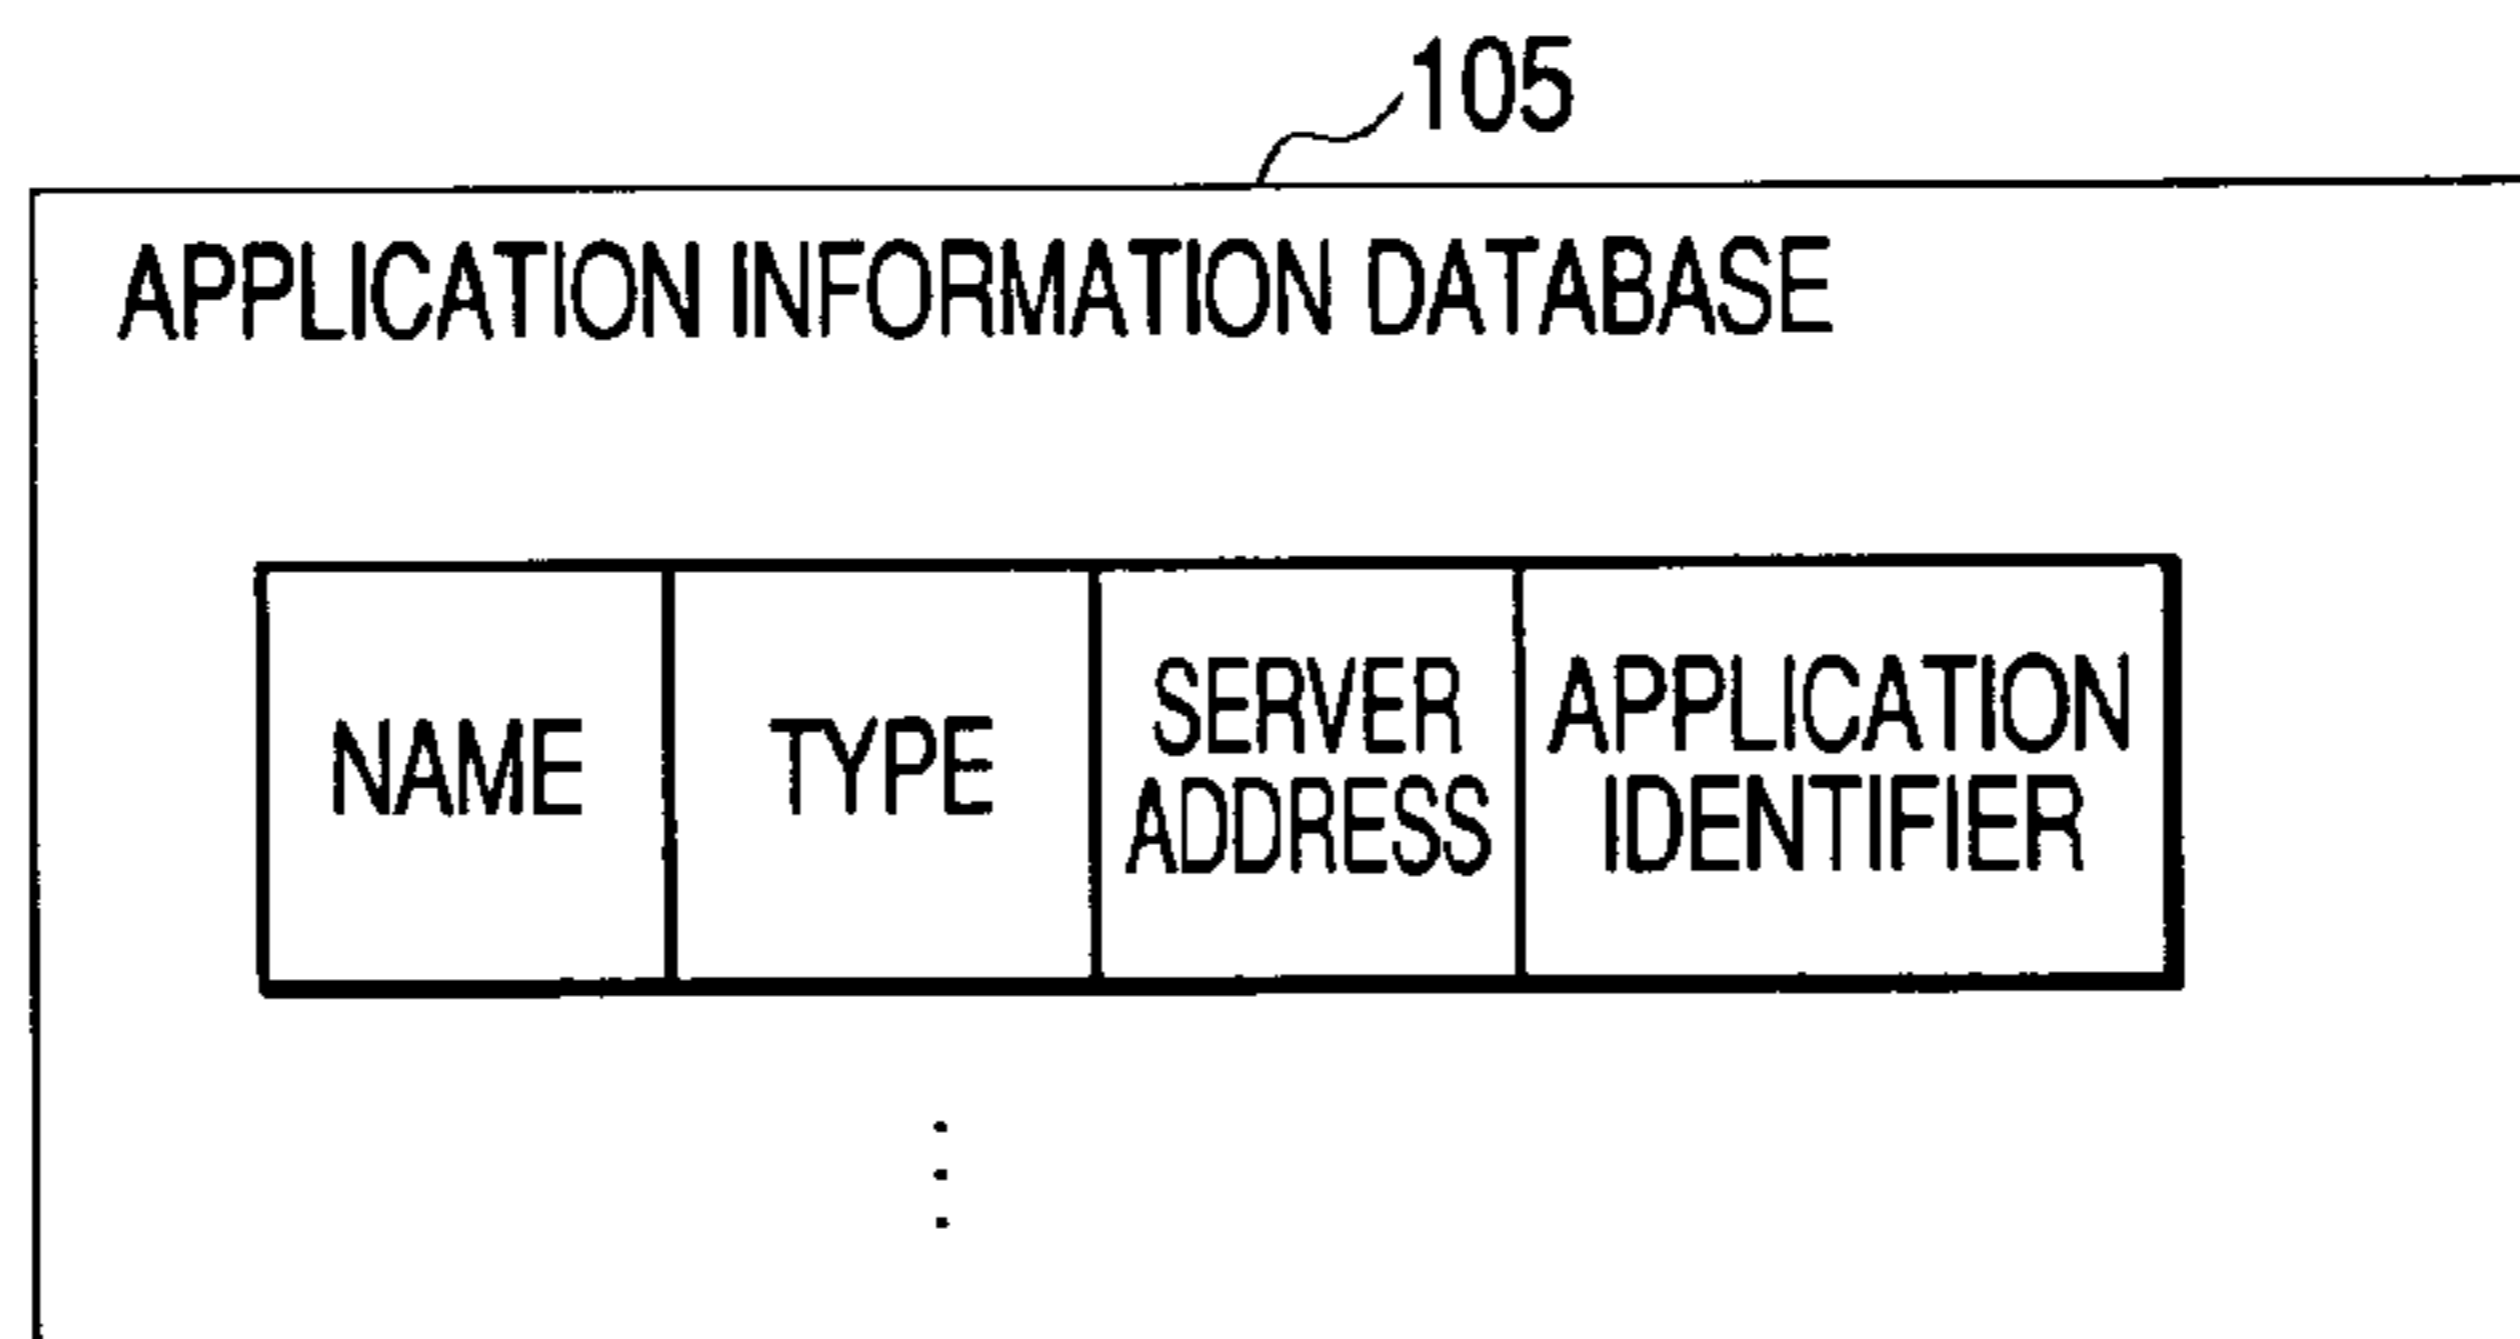 105
APPLICATION INFORMATION DATABASE
NAME
TYPE
SERVER
ADDRESS
APPLICATION
IDENTIFIER